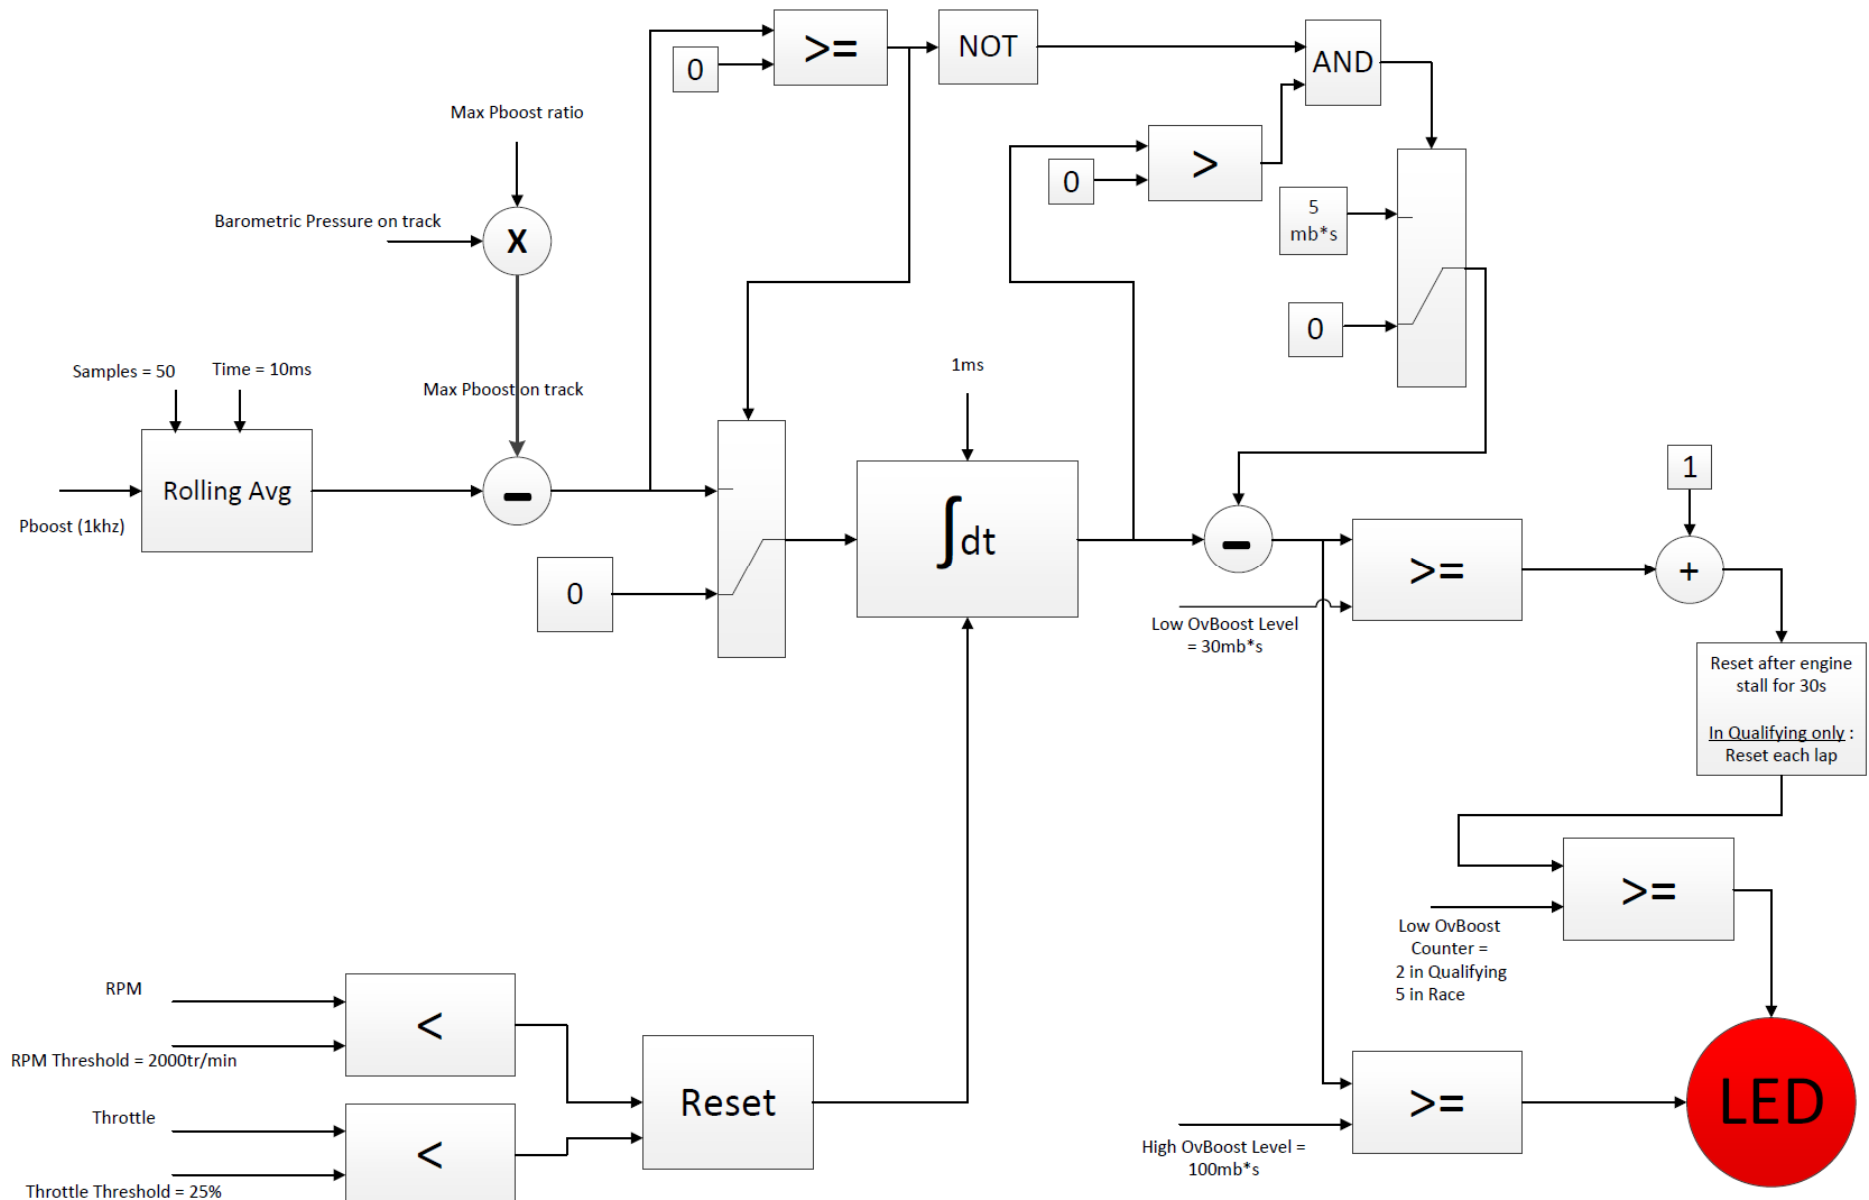 >=
NOT
AND
0
Max Pboost ratio
>
0
5
mb*s
Barometric Pressure on track
X
0
1ms
Samples = 50
Time = 10ms
Max Pboost on track
Rolling Avg
-
1
Pboost (1khz)
∫dt
-
>=
+
0
Low OvBoost Level
= 30mb*s
Reset after engine
stall for 30s
In Qualifying only :
Reset each lap
>=
Low OvBoost
Counter =
2 in Qualifying
5 in Race
RPM
<
RPM Threshold = 2000tr/min
Reset
>=
LED
Throttle
<
High OvBoost Level =
100mb*s
Throttle Threshold = 25%